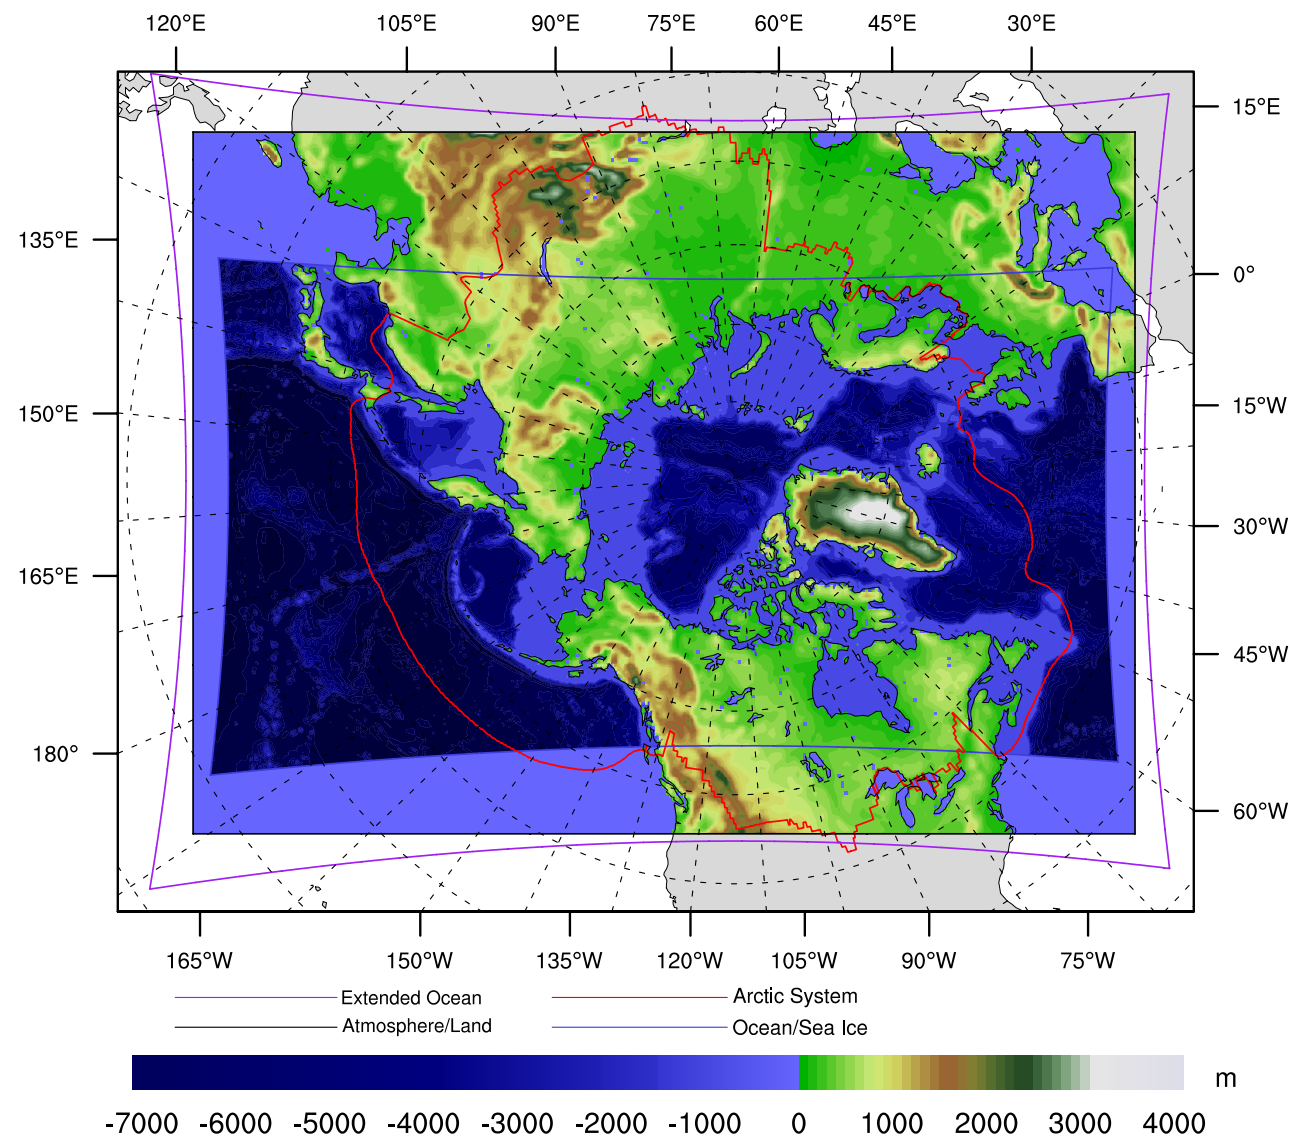 120°E 105°E 90°E 75°E 60°E 45°E 30°E
15°E
135°E
0°
150°E
15°W
30°W
165°E
45°W
180°
60°W
165°W 150°W 135°W 120°W 105°W 90°W 75°W
Extended Ocean Arctic System
Atmosphere/Land Ocean/Sea Ice
m
-7000 -6000 -5000 -4000 -3000 -2000 -1000 0 1000 2000 3000 4000